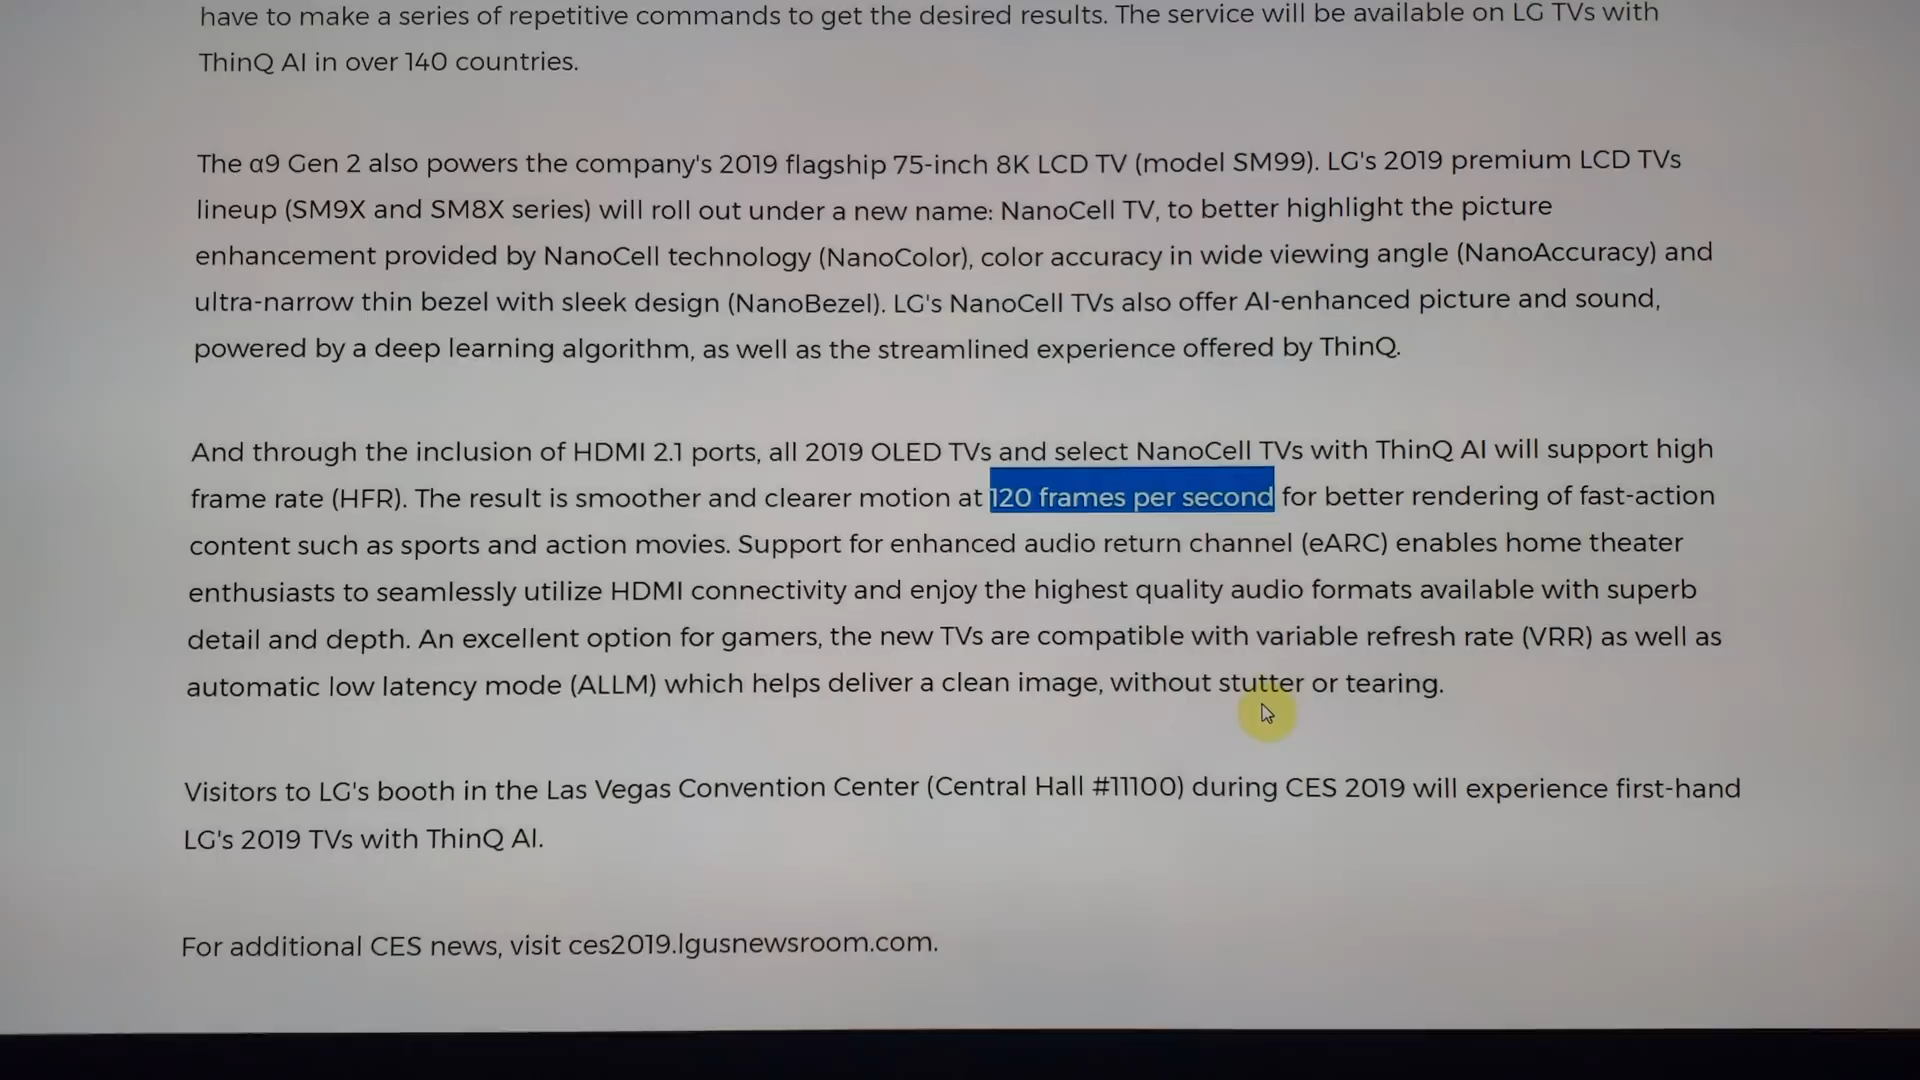 have to make a series of repetitive commands to get the desired results. The service will be available on LG TVs with
ThinQ AI in over 140 countries.
The α9 Gen 2 also powers the company's 2019 flagship 75-inch 8K LCD TV (model SM99). LG's 2019 premium LCD TVs
lineup (SM9X and SM8X series) will roll out under a new name: NanoCell TV, to better highlight the picture
enhancement provided by NanoCell technology (NanoColor), color accuracy in wide viewing angle (NanoAccuracy) and
ultra-narrow thin bezel with sleek design (NanoBezel). LG's NanoCell TVs also offer AI-enhanced picture and sound,
powered by a deep learning algorithm, as well as the streamlined experience offered by ThinQ.
And through the inclusion of HDMI 2.1 ports, all 2019 OLED TVs and select NanoCell TVs with ThinQ AI will support high
frame rate (HFR). The result is smoother and clearer motion at 120 frames per second for better rendering of fast-action
content such as sports and action movies. Support for enhanced audio return channel (eARC) enables home theater
enthusiasts to seamlessly utilize HDMI connectivity and enjoy the highest quality audio formats available with superb
detail and depth. An excellent option for gamers, the new TVs are compatible with variable refresh rate (VRR) as well as
automatic low latency mode (ALLM) which helps deliver a clean image, without stutter or tearing.
Visitors to LG's booth in the Las Vegas Convention Center (Central Hall #11100) during CES 2019 will experience first-hand
LG's 2019 TVs with ThinQ AI.
For additional CES news, visit ces2019.lgusnewsroom.com.